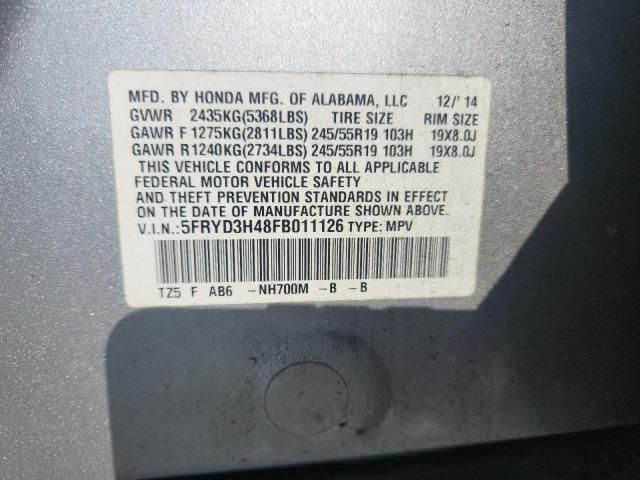 MFD. BY HONDA MFG. OF ALABAMA, LLC 12/'14
GVWR 2435KG(5368LBS) TIRE SIZE RIM SIZE
GAWR F 1275KG(2811LBS) 245/55R19 103H 19X8.0J
GAWR R1240KG(2734LBS) 245/55R19 103H 19X8.0J
THIS VEHICLE CONFORMS TO ALL APPLICABLE
FEDERAL MOTOR VEHICLE SAFETY
AND THEFT PREVENTION STANDARDS IN EFFECT
ON THE DATE OF MANUFACTURE SHOWN ABOVE.
V.I.N.:5FRYD3H48FB011126 TYPE: MPV
TZ5 F AB6 -NH700M -B -B